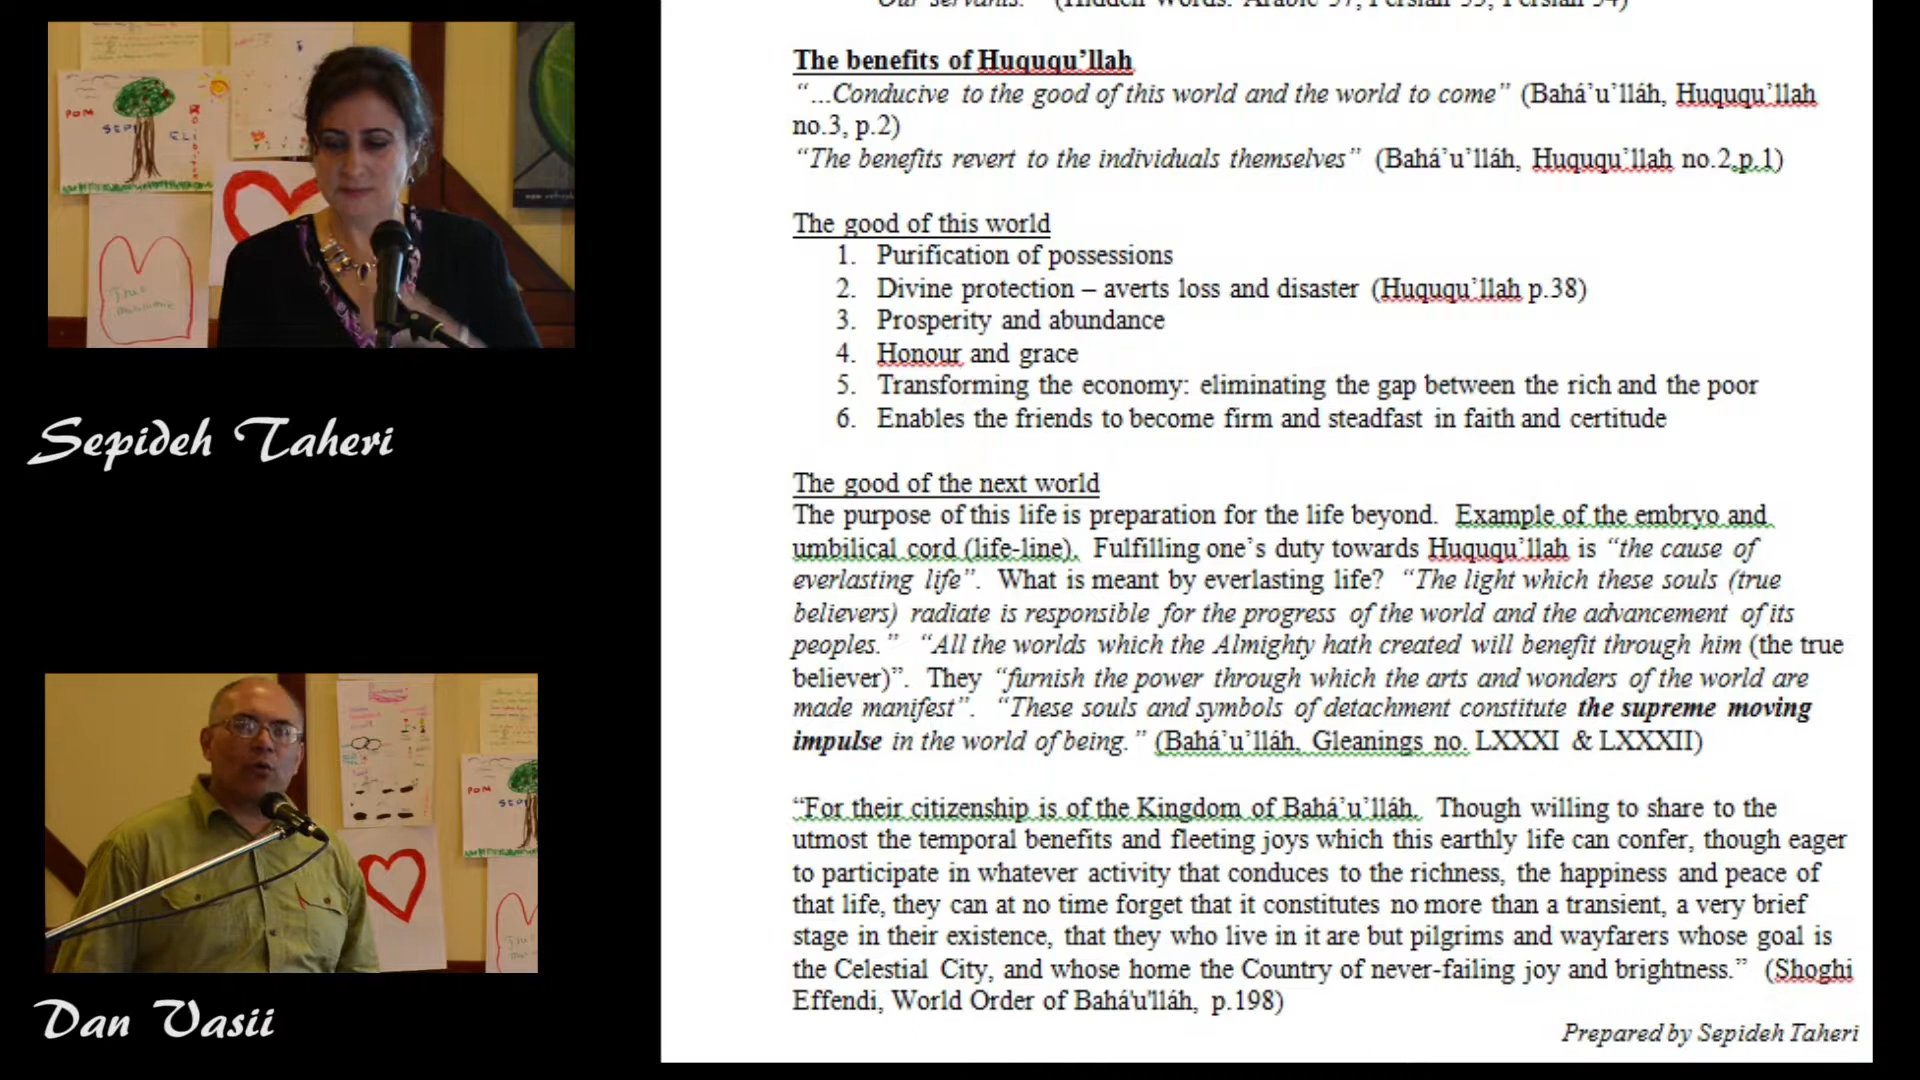 Our servants." (Hidden Words: Arabic 57, Persian 53, Persian 54)
The benefits of Huququ'llah
"...Conducive to the good of this world and the world to come" (Bahá'u'lláh, Huququ'llah
no.3, p.2)
"The benefits revert to the individuals themselves" (Bahá'u'lláh, Huququ'llah no.2,p.1)
The good of this world
1. Purification of possessions
2. Divine protection – averts loss and disaster (Huququ'llah p.38)
3. Prosperity and abundance
4. Honour and grace
5. Transforming the economy: eliminating the gap between the rich and the poor
6. Enables the friends to become firm and steadfast in faith and certitude
The good of the next world
The purpose of this life is preparation for the life beyond. Example of the embryo and
umbilical cord (life-line). Fulfilling one's duty towards Huququ'llah is "the cause of
everlasting life". What is meant by everlasting life? "The light which these souls (true
believers) radiate is responsible for the progress of the world and the advancement of its
peoples." "All the worlds which the Almighty hath created will benefit through him (the true
believer)". They "furnish the power through which the arts and wonders of the world are
made manifest". "These souls and symbols of detachment constitute the supreme moving
impulse in the world of being." (Bahá'u'lláh, Gleanings no. LXXXI & LXXXII)
"For their citizenship is of the Kingdom of Bahá'u'lláh. Though willing to share to the
utmost the temporal benefits and fleeting joys which this earthly life can confer, though eager
to participate in whatever activity that conduces to the richness, the happiness and peace of
that life, they can at no time forget that it constitutes no more than a transient, a very brief
stage in their existence, that they who live in it are but pilgrims and wayfarers whose goal is
the Celestial City, and whose home the Country of never-failing joy and brightness." (Shoghi
Effendi, World Order of Bahá'u'lláh, p.198)
Prepared by Sepideh Taheri
POM
SEPI
ELI
Sepideh Taheri
POM
SEPI
Dan Vasii